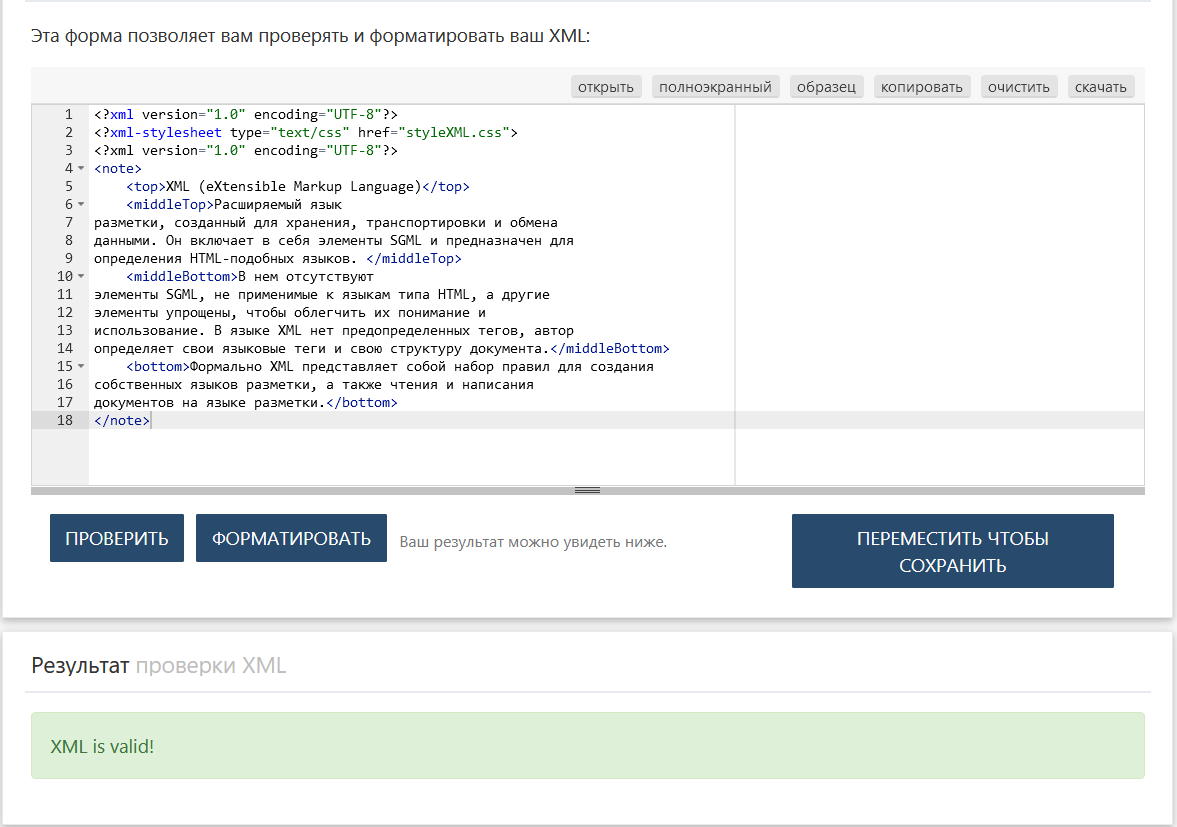 Эта форма позволяет вам проверять и форматировать ваш XML:
открыть полноэкранный образец копировать очистить скачать
1 <?xml version="1.0" encoding="UTF-8"?>
2 <?xml-stylesheet type="text/css" href="styleXML.css">
3 <?xml version="1.0" encoding="UTF-8"?>
4 <note>
5 <top>XML (eXtensible Markup Language)</top>
6 <middleTop>Расширяемый язык
7 разметки, созданный для хранения, транспортировки и обмена
8 данными. Он включает в себя элементы SGML и предназначен для
9 определения HTML-подобных языков. </middleTop>
10 <middleBottom>В нем отсутствуют
11 элементы SGML, не применимые к языкам типа HTML, а другие
12 элементы упрощены, чтобы облегчить их понимание и
13 использование. В языке XML нет предопределенных тегов, автор
14 определяет свои языковые теги и свою структуру документа.</middleBottom>
15 <bottom>Формально XML представляет собой набор правил для создания
16 собственных языков разметки, а также чтения и написания
17 документов на языке разметки.</bottom>
18 </note>
ПРОВЕРИТЬ ФОРМАТИРОВАТЬ Ваш результат можно увидеть ниже. ПЕРЕМЕСТИТЬ ЧТОБЫ
СОХРАНИТЬ
Результат проверки XML
XML is valid!